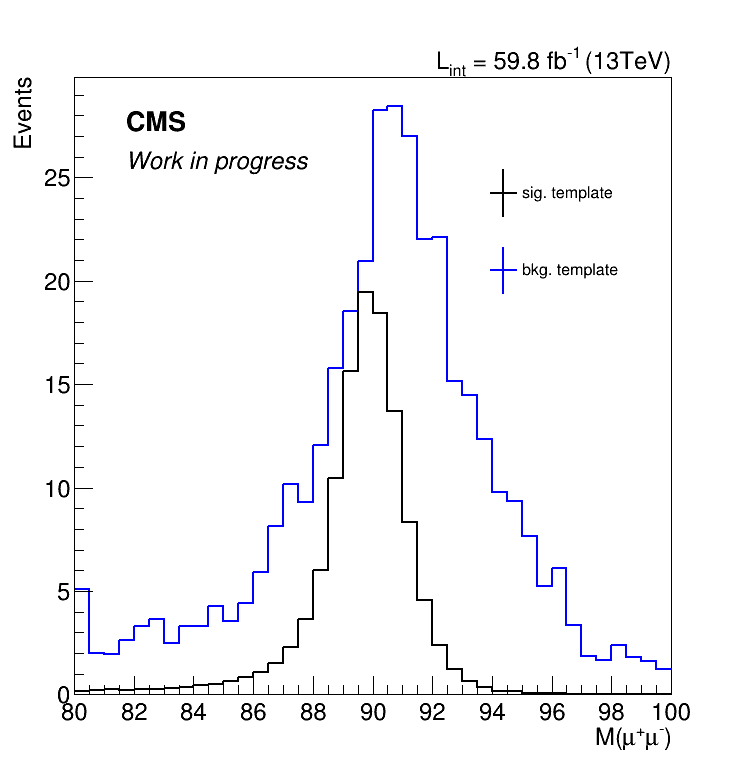 L_int = 59.8 fb⁻¹ (13TeV)
Events
CMS
Work in progress
sig. template
bkg. template
25
20
15
10
5
0
80 82 84 86 88 90 92 94 96 98 100
M(μ⁺μ⁻)